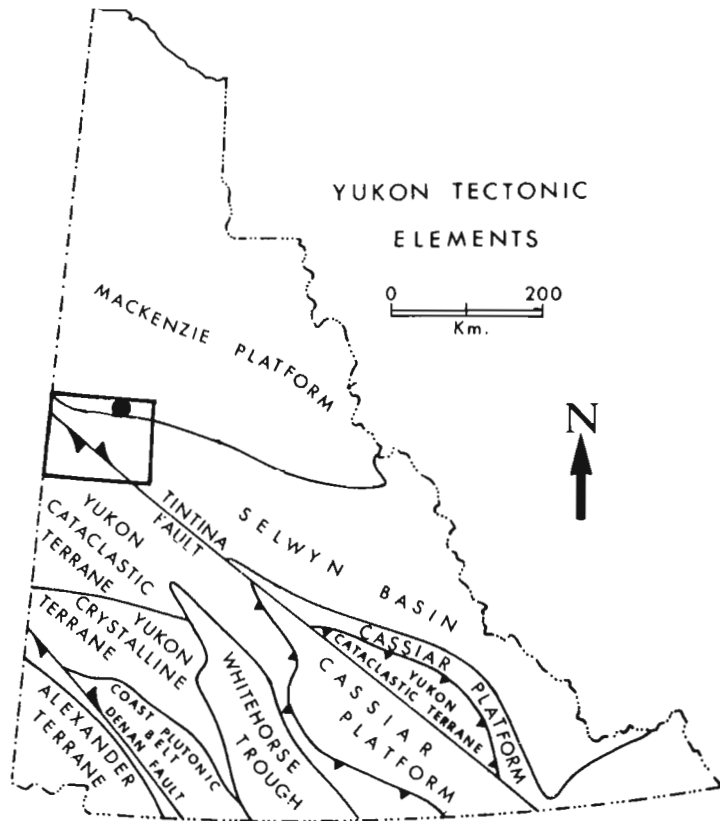 YUKON TECTONIC
ELEMENTS
0 200
Km.
MACKENZIE PLATFORM
N
TINTINA
FAULT
SELWYN BASIN
YUKON
CATACLASTIC
TERRANE
YUKON
CRYSTALLINE
TERRANE
CASSIAR PLATFORM
YUKON
CATACLASTIC TERRANE
CASSIAR
PLATFORM
WHITEHORSE
TROUGH
COAST PLUTONIC
BELT
DENAN FAULT
ALEXANDER
TERRANE